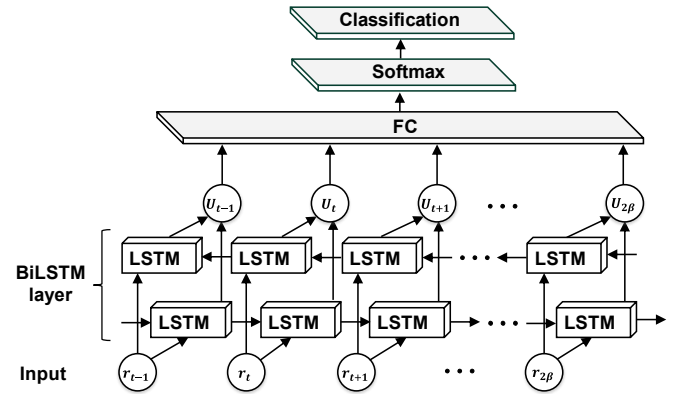 Classification
Softmax
FC
U_{t-1} U_t U_{t+1} ... U_{2β}
BiLSTM
layer
LSTM LSTM LSTM ... LSTM
LSTM LSTM LSTM ... LSTM
Input r_{t-1} r_t r_{t+1} ... r_{2β}